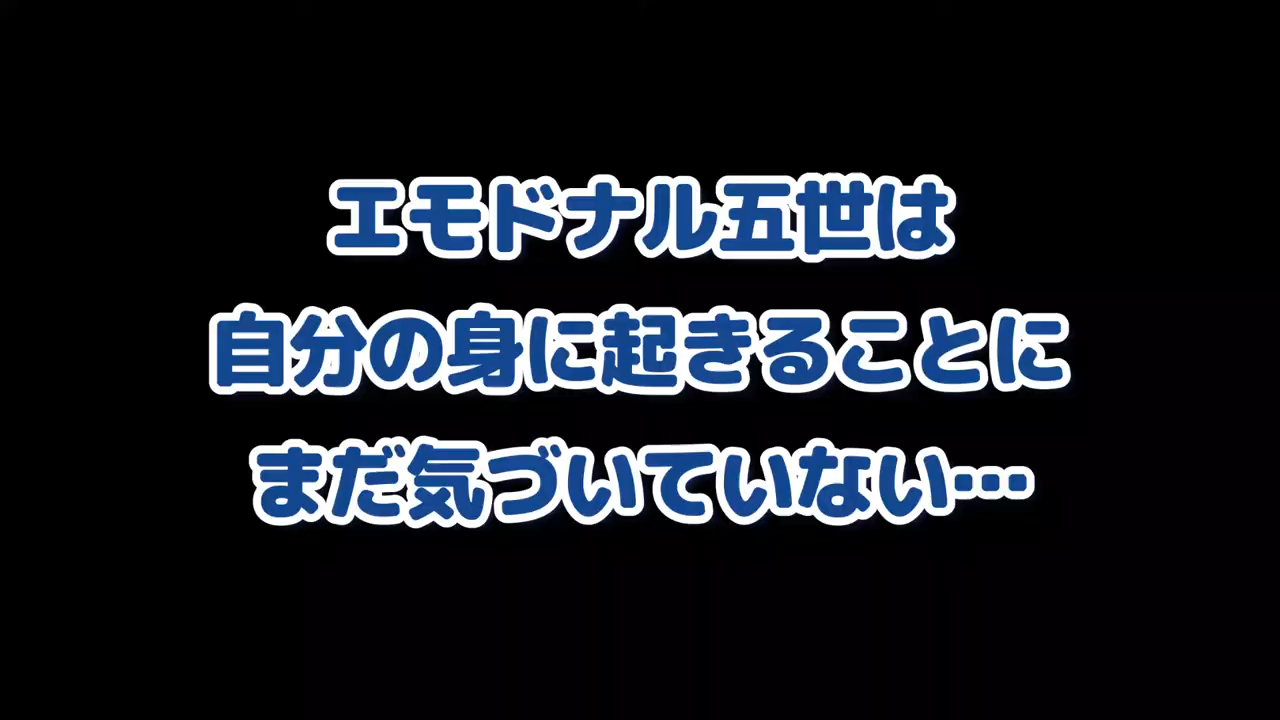 エモドナル五世は
自分の身に起きることに
まだ気づいていない…